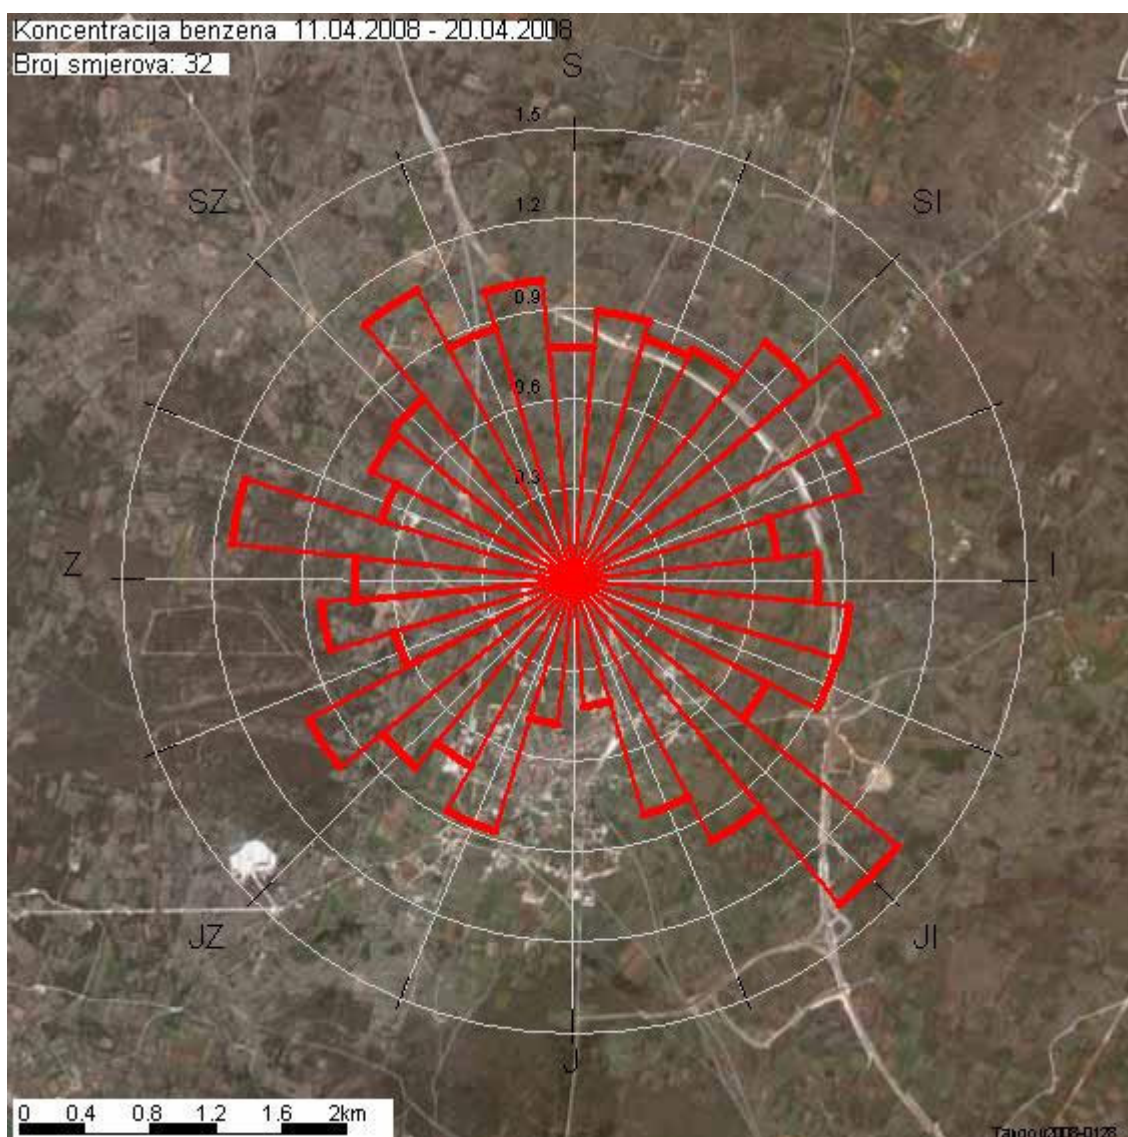 Koncentracija benzena 11.04.2008 - 20.04.2008
Broj smjerova: 32
S
1.5
SZ
SI
1.2
0.9
0.6
0.3
Z
I
JZ
JI
J
0 0.4 0.8 1.2 1.6 2km